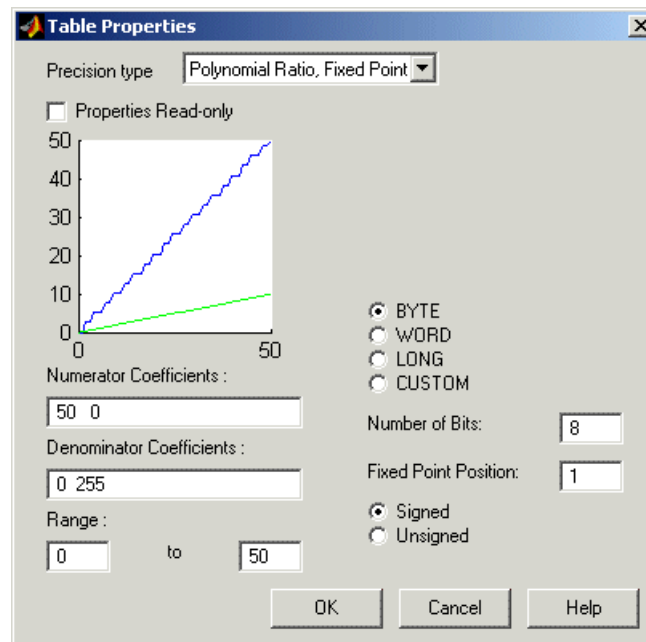 Table Properties
Precision type
Polynomial Ratio, Fixed Point
Properties Read-only
50
40
30
20
10
0
0 50
Numerator Coefficients :
50 0
Denominator Coefficients :
0 255
Range :
0 to 50
BYTE
WORD
LONG
CUSTOM
Number of Bits: 8
Fixed Point Position: 1
Signed
Unsigned
OK Cancel Help